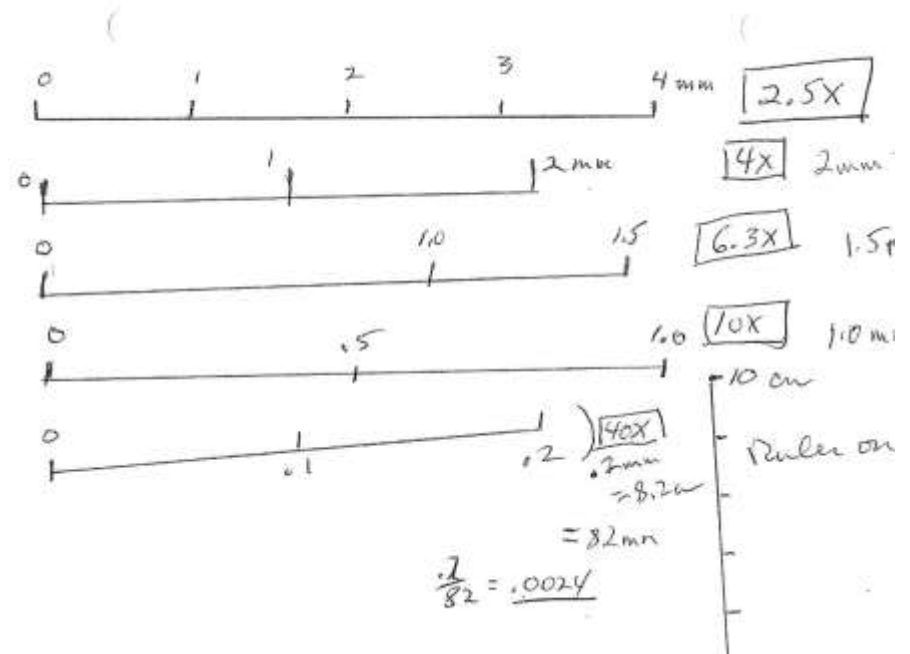 0 1 2 3 4 mm 2.5X
0 1 2 mm 4X 2mm
0 1.0 1.5 6.3X 1.5
0 .5 1.0 10X 1.0 m
10 cm
0 .1 .2 ) 40X
Ruler on
.2mm
= 8.2cm
= 82mm
.2/82 = .0024